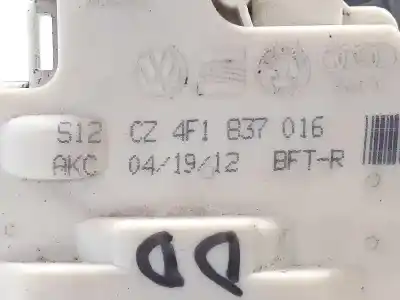 S12 CZ 4F1 837 016
AKC 04/19/12 BFT-R
DD